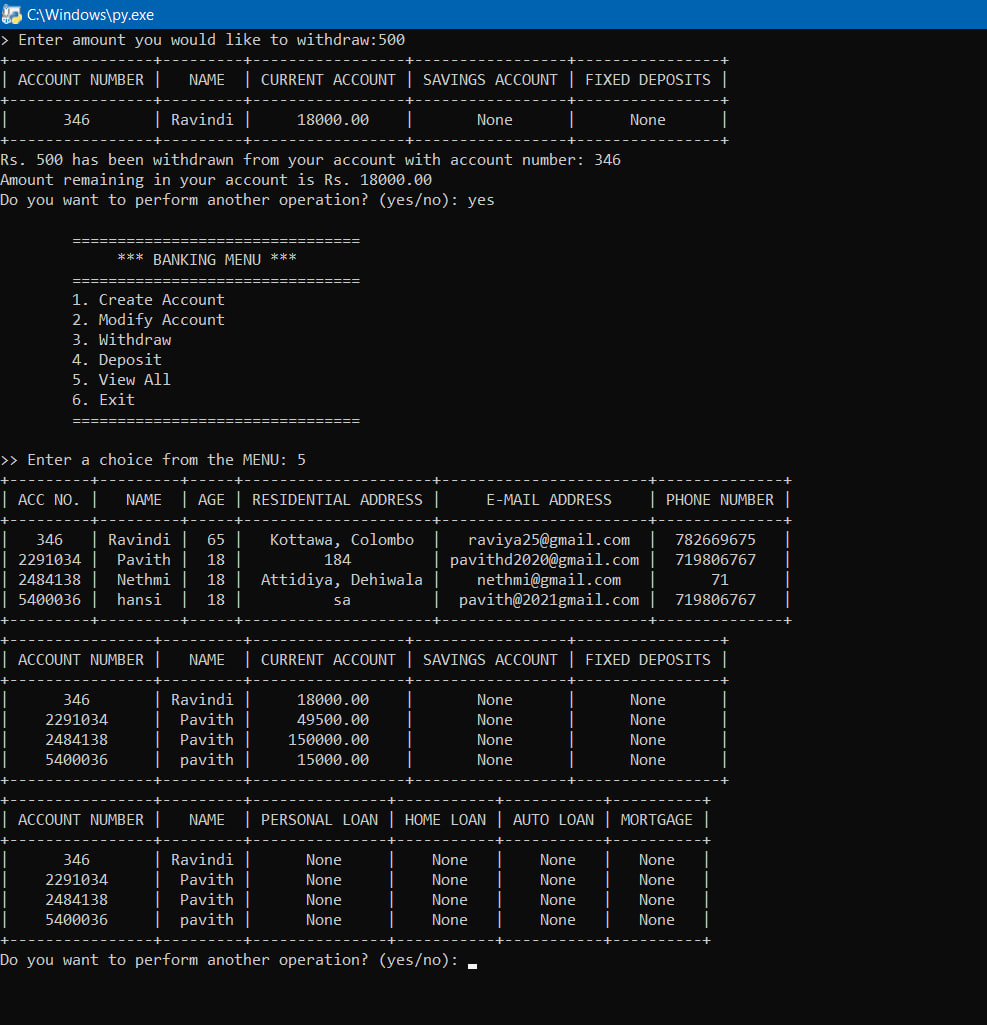 C:\Windows\py.exe
> Enter amount you would like to withdraw:500
+----------------+---------+-----------------+-----------------+----------------+
| ACCOUNT NUMBER |   NAME  | CURRENT ACCOUNT | SAVINGS ACCOUNT | FIXED DEPOSITS |
+----------------+---------+-----------------+-----------------+----------------+
|      346       | Ravindi |     18000.00    |       None      |      None      |
+----------------+---------+-----------------+-----------------+----------------+
Rs. 500 has been withdrawn from your account with account number: 346
Amount remaining in your account is Rs. 18000.00
Do you want to perform another operation? (yes/no): yes
================================
*** BANKING MENU ***
================================
1. Create Account
2. Modify Account
3. Withdraw
4. Deposit
5. View All
6. Exit
================================
>> Enter a choice from the MENU: 5
+---------+---------+-----+---------------------+-----------------------+--------------+
| ACC NO. |   NAME  | AGE | RESIDENTIAL ADDRESS |     E-MAIL ADDRESS    | PHONE NUMBER |
+---------+---------+-----+---------------------+-----------------------+--------------+
|   346   | Ravindi |  65 |   Kottawa, Colombo  |   raviya25@gmail.com  |  782669675   |
| 2291034 |  Pavith |  18 |         184         | pavithd2020@gmail.com |  719806767   |
| 2484138 |  Nethmi |  18 | Attidiya, Dehiwala  |    nethmi@gmail.com   |      71      |
| 5400036 |  hansi  |  18 |          sa         |  pavith@2021gmail.com |  719806767   |
+---------+---------+-----+---------------------+-----------------------+--------------+
+----------------+---------+-----------------+-----------------+----------------+
| ACCOUNT NUMBER |   NAME  | CURRENT ACCOUNT | SAVINGS ACCOUNT | FIXED DEPOSITS |
+----------------+---------+-----------------+-----------------+----------------+
|      346       | Ravindi |     18000.00    |       None      |      None      |
|    2291034     |  Pavith |     49500.00    |       None      |      None      |
|    2484138     |  Pavith |    150000.00    |       None      |      None      |
|    5400036     |  pavith |     15000.00    |       None      |      None      |
+----------------+---------+-----------------+-----------------+----------------+
+----------------+---------+---------------+-----------+-----------+----------+
| ACCOUNT NUMBER |   NAME  | PERSONAL LOAN | HOME LOAN | AUTO LOAN | MORTGAGE |
+----------------+---------+---------------+-----------+-----------+----------+
|      346       | Ravindi |      None     |    None   |    None   |   None   |
|    2291034     |  Pavith |      None     |    None   |    None   |   None   |
|    2484138     |  Pavith |      None     |    None   |    None   |   None   |
|    5400036     |  pavith |      None     |    None   |    None   |   None   |
+----------------+---------+---------------+-----------+-----------+----------+
Do you want to perform another operation? (yes/no):